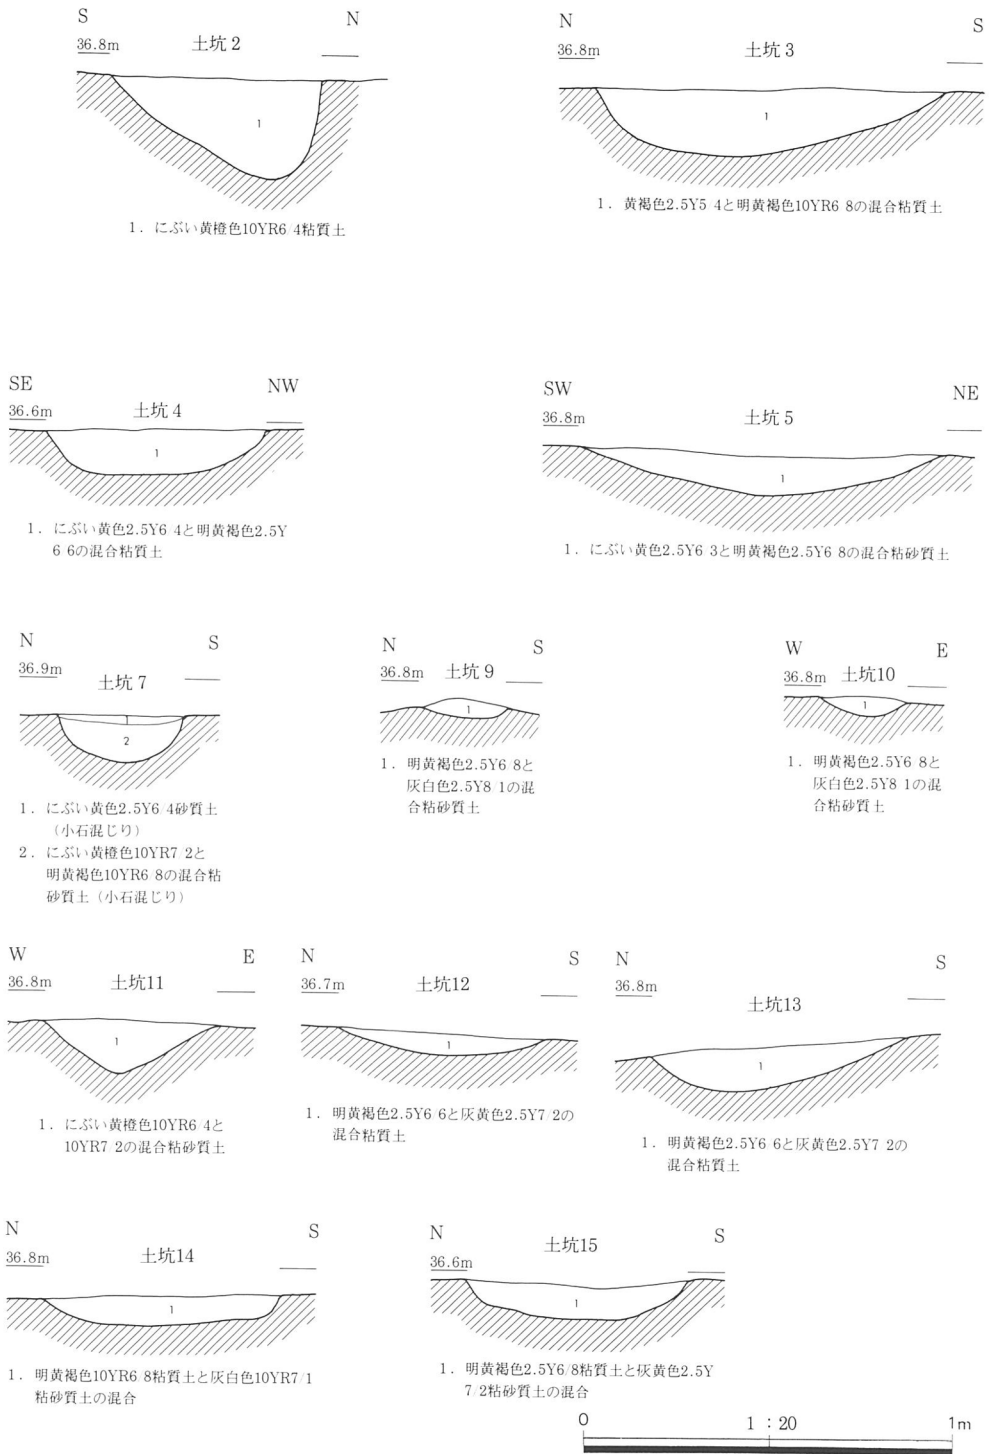 S N
36.8m 土坑 2
1
1. にぶい黄橙色10YR6/4粘質土
N S
36.8m 土坑 3
1
1. 黄褐色2.5Y5 4と明黄褐色10YR6 8の混合粘質土
SE NW
36.6m 土坑 4
1
1. にぶい黄色2.5Y6 4と明黄褐色2.5Y
6 6の混合粘質土
SW NE
36.8m 土坑 5
1
1. にぶい黄色2.5Y6 3と明黄褐色2.5Y6 8の混合粘砂質土
N S
36.9m 土坑 7
1
2
1. にぶい黄色2.5Y6/4砂質土
(小石混じり)
2. にぶい黄橙色10YR7 2と
明黄褐色10YR6 8の混合粘
砂質土(小石混じり)
N S
36.8m 土坑 9
1
1. 明黄褐色2.5Y6 8と
灰白色2.5Y8 1の混
合粘砂質土
W E
36.8m 土坑10
1
1. 明黄褐色2.5Y6 8と
灰白色2.5Y8 1の混
合粘砂質土
W E
36.8m 土坑11
1
1. にぶい黄橙色10YR6/4と
10YR7 2の混合粘砂質土
N S
36.7m 土坑12
1
1. 明黄褐色2.5Y6 6と灰黄色2.5Y7/2の
混合粘質土
N S
36.8m 土坑13
1
1. 明黄褐色2.5Y6 6と灰黄色2.5Y7 2の
混合粘質土
N S
36.8m 土坑14
1
1. 明黄褐色10YR6 8粘質土と灰白色10YR7/1
粘砂質土の混合
N S
36.6m 土坑15
1
1. 明黄褐色2.5Y6/8粘質土と灰黄色2.5Y
7/2粘砂質土の混合
0 1 : 20 1m